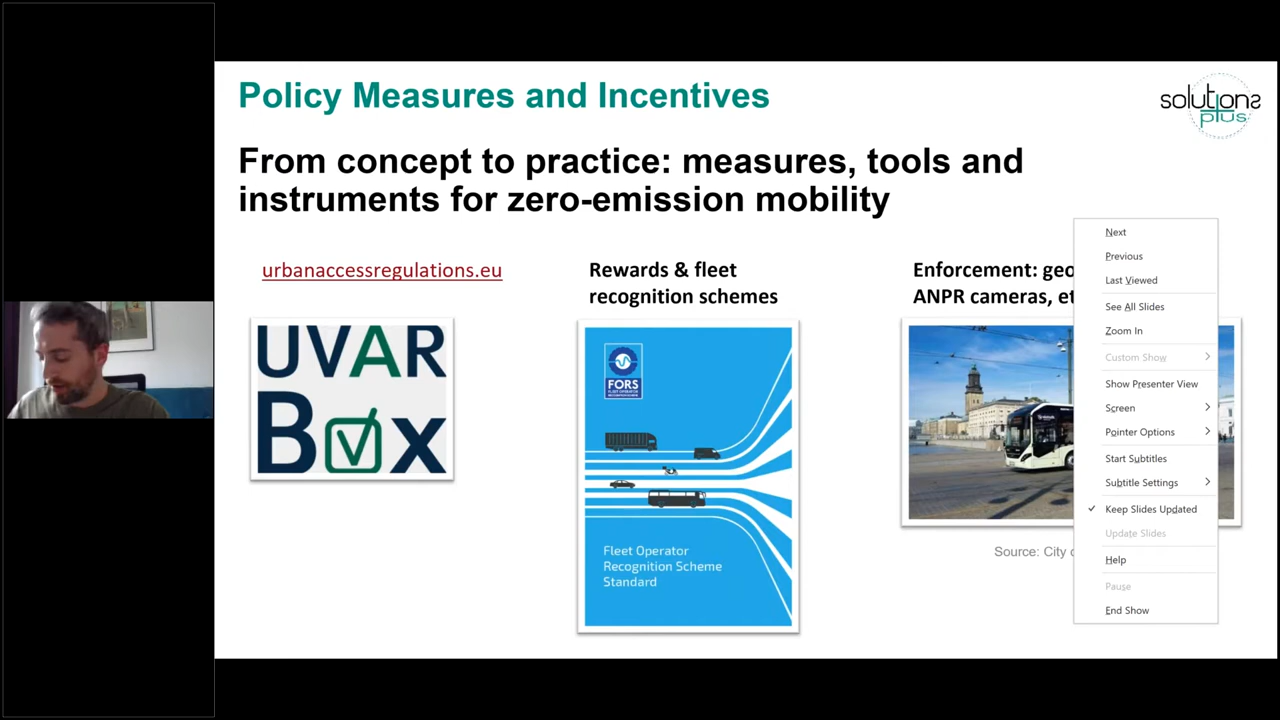 Policy Measures and Incentives
solutions
plus
From concept to practice: measures, tools and
instruments for zero-emission mobility
urbanaccessregulations.eu
UVAR
Box
Rewards & fleet
recognition schemes
FORS
Fleet Operator
Recognition Scheme
Standard
Enforcement:
ANPR cameras,
Source: City
Next
Previous
Last Viewed
See All Slides
Zoom In
Custom Show
Show Presenter View
Screen
Pointer Options
Start Subtitles
Subtitle Settings
Keep Slides Updated
Update Slides
Help
Pause
End Show